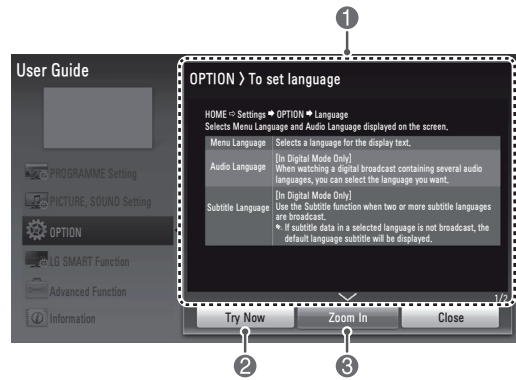 1
User Guide
PROGRAMME Setting
PICTURE, SOUND Setting
OPTION
LG SMART Function
Advanced Function
Information
OPTION > To set language
HOME ⇨ Settings ➡ OPTION ➡ Language
Selects Menu Language and Audio Language displayed on the screen.
Menu Language Selects a language for the display text.
Audio Language [In Digital Mode Only]
When watching a digital broadcast containing several audio
languages, you can select the language you want.
Subtitle Language [In Digital Mode Only]
Use the Subtitle function when two or more subtitle languages
are broadcast.
If subtitle data in a selected language is not broadcast, the
default language subtitle will be displayed.
1/2
Try Now Zoom In Close
2 3